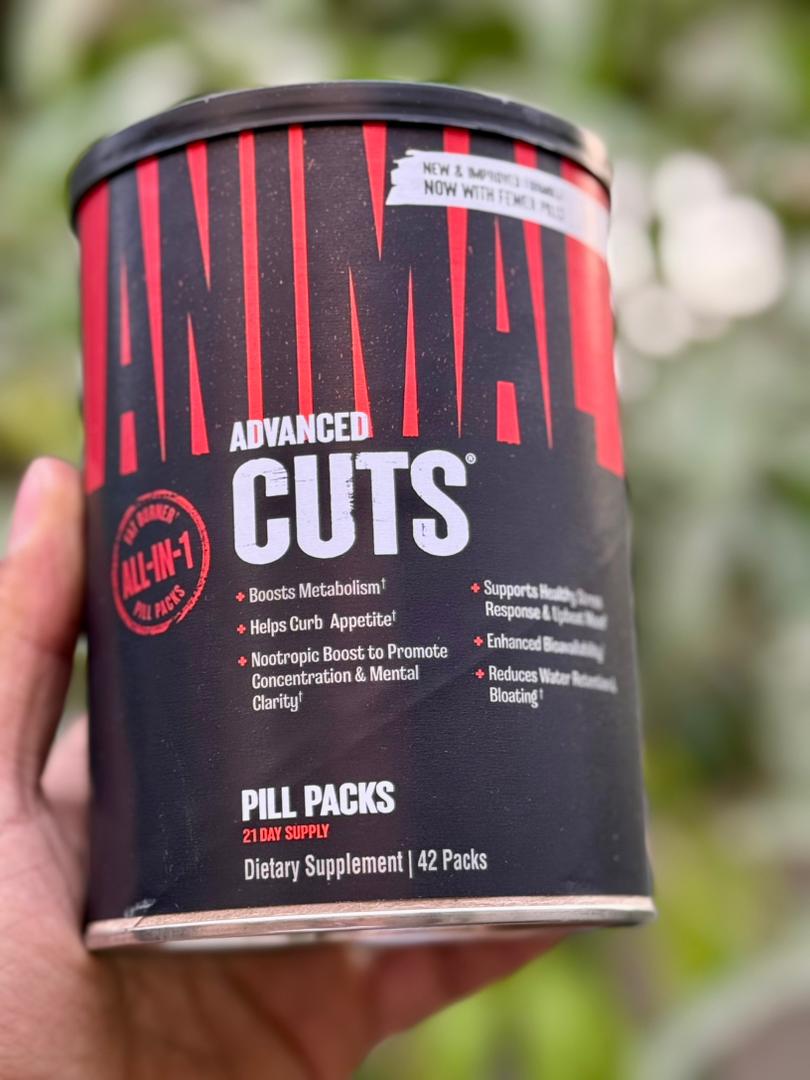 ANIMAL
NEW & IMPROVED FORMULA
NOW WITH FEWER PILLS
ADVANCED
CUTS®
FAT BURNER†
ALL-IN-1
PILL PACKS
+ Boosts Metabolism†
+ Helps Curb Appetite†
+ Nootropic Boost to Promote
Concentration & Mental
Clarity†
+ Supports Healthy Stress
Response & Upbeat Mood†
+ Enhanced Bioavailability†
+ Reduces Water Retention &
Bloating†
PILL PACKS
21 DAY SUPPLY
Dietary Supplement | 42 Packs